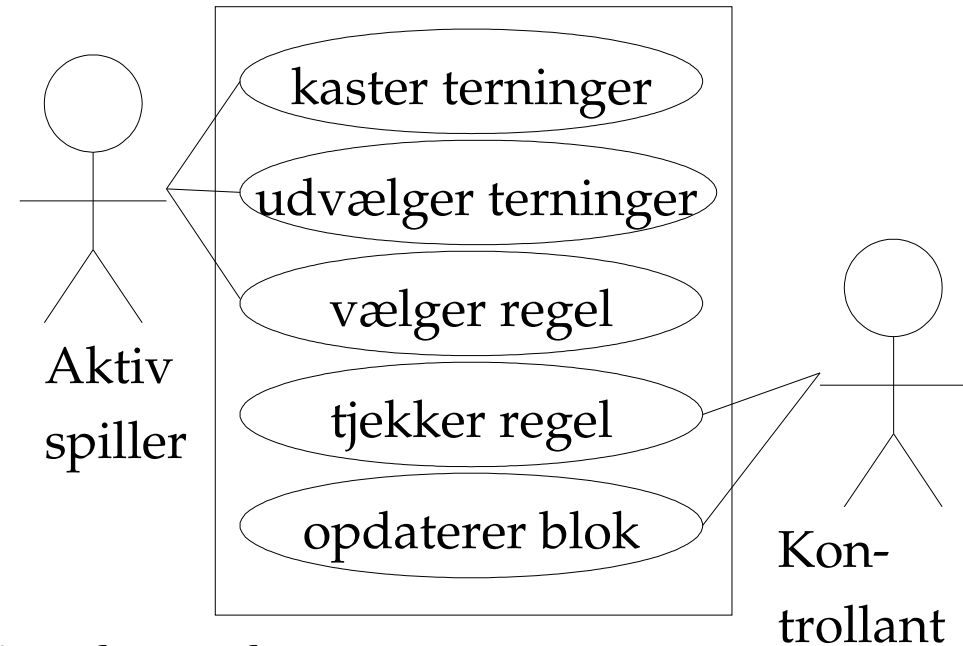 kaster terninger
udvælger terninger
vælger regel
tjekker regel
opdaterer blok
Aktiv
spiller
Kon-
trollant